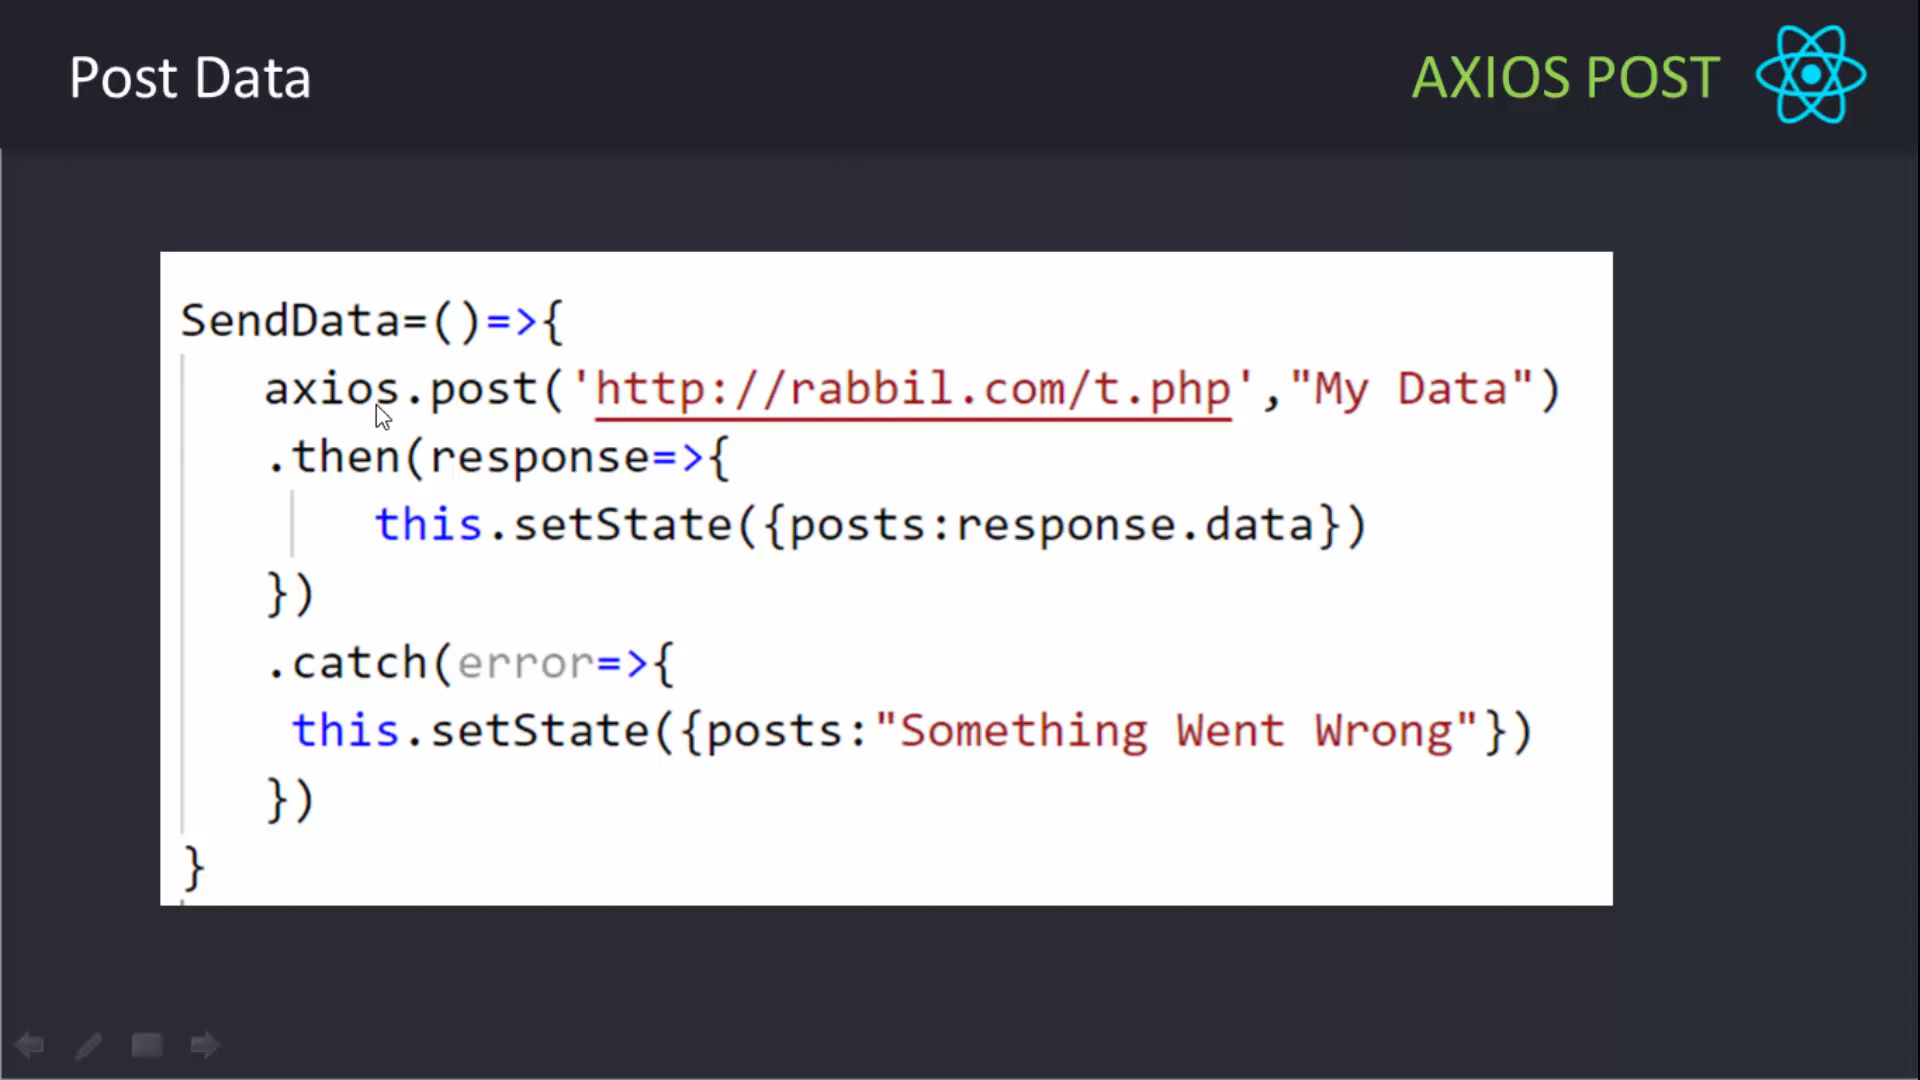 Post Data
AXIOS POST
SendData=()=>{
axios.post('http://rabbil.com/t.php',"My Data")
.then(response=>{
this.setState({posts:response.data})
})
.catch(error=>{
this.setState({posts:"Something Went Wrong"})
})
}